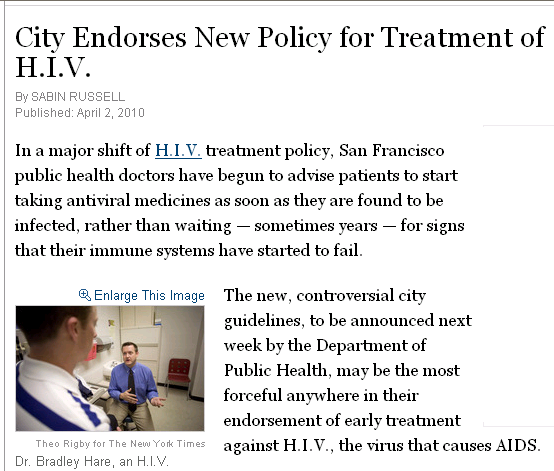 City Endorses New Policy for Treatment of
H.I.V.
By SABIN RUSSELL
Published: April 2, 2010
In a major shift of H.I.V. treatment policy, San Francisco
public health doctors have begun to advise patients to start
taking antiviral medicines as soon as they are found to be
infected, rather than waiting — sometimes years — for signs
that their immune systems have started to fail.
Enlarge This Image
Theo Rigby for The New York Times
Dr. Bradley Hare, an H.I.V.
The new, controversial city
guidelines, to be announced next
week by the Department of
Public Health, may be the most
forceful anywhere in their
endorsement of early treatment
against H.I.V., the virus that causes AIDS.